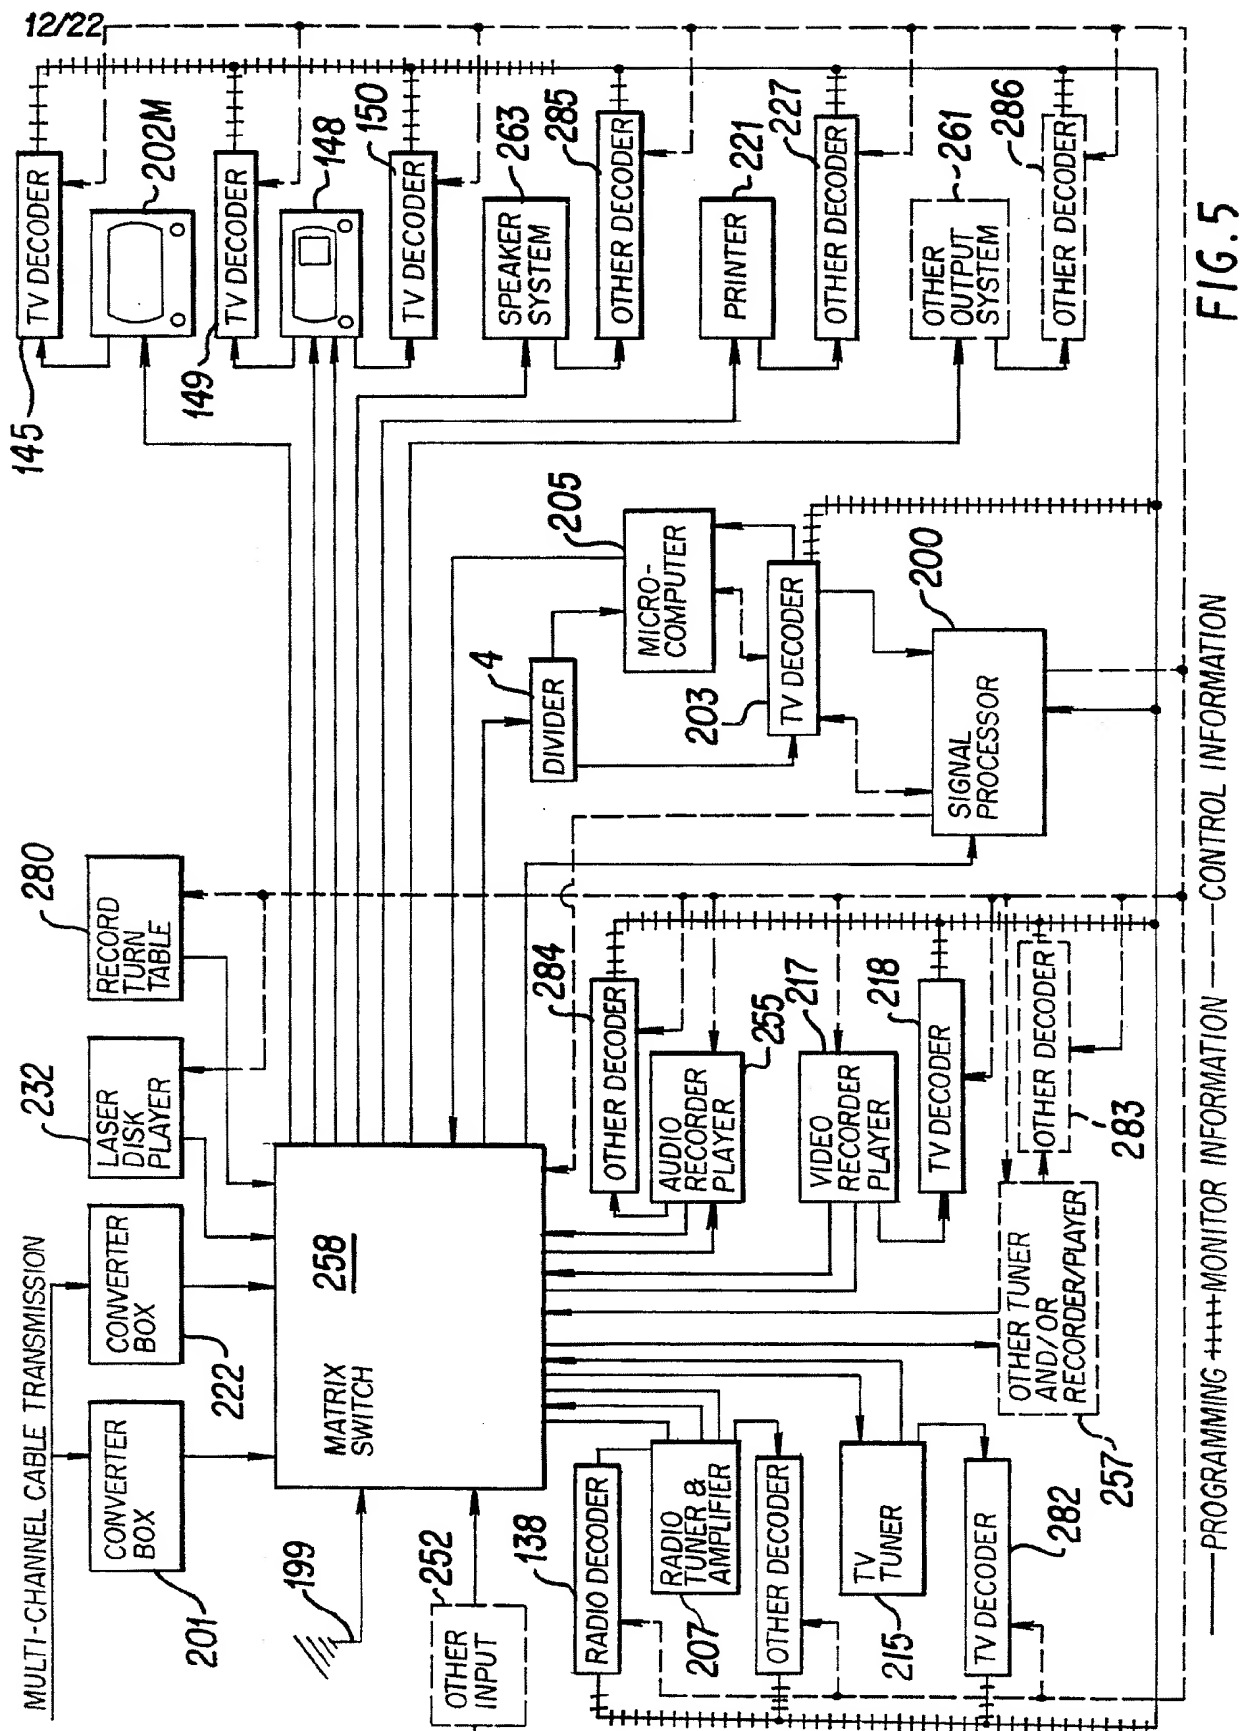 12/22
MULTI-CHANNEL CABLE TRANSMISSION
201
CONVERTER
BOX
222
CONVERTER
BOX
232
LASER
DISK
PLAYER
280
RECORD
TURN
TABLE
199
252
OTHER
INPUT
MATRIX
SWITCH
258
145
TV DECODER
202M
149
TV DECODER
148
TV DECODER
150
SPEAKER
SYSTEM
263
OTHER DECODER
285
PRINTER
221
OTHER DECODER
227
OTHER
OUTPUT
SYSTEM
261
OTHER DECODER
286
DIVIDER
4
MICRO-
COMPUTER
205
203
TV DECODER
SIGNAL
PROCESSOR
200
138
RADIO DECODER
207
RADIO
TUNER &
AMPLIFIER
OTHER DECODER
215
TV
TUNER
TV DECODER
282
257
OTHER TUNER
AND/OR
RECORDER/PLAYER
OTHER DECODER
284
AUDIO
RECORDER
PLAYER
255
VIDEO
RECORDER
PLAYER
217
TV DECODER
218
OTHER DECODER
283
PROGRAMMING
MONITOR INFORMATION
CONTROL INFORMATION
FIG. 5